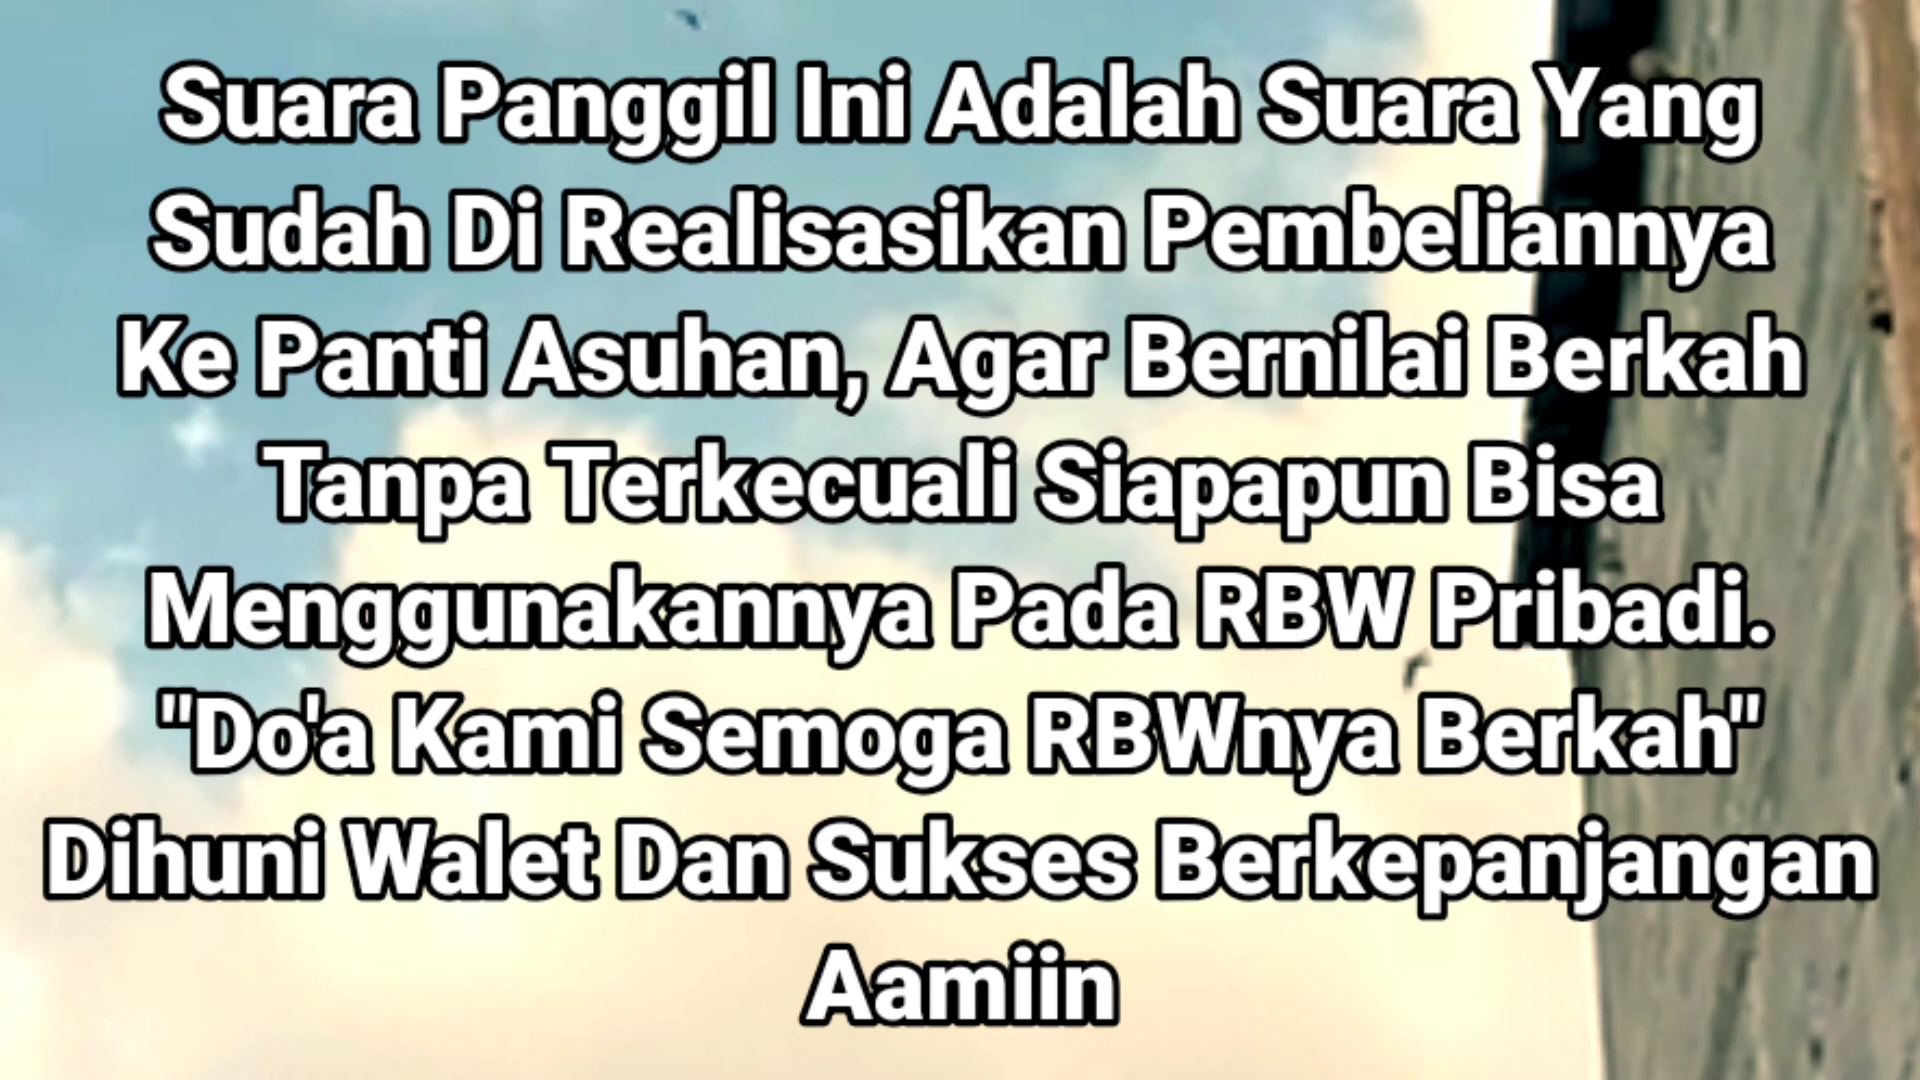 Suara Panggil Ini Adalah Suara Yang
Sudah Di Realisasikan Pembeliannya
Ke Panti Asuhan, Agar Bernilai Berkah
Tanpa Terkecuali Siapapun Bisa
Menggunakannya Pada RBW Pribadi.
"Do'a Kami Semoga RBWnya Berkah"
Dihuni Walet Dan Sukses Berkepanjangan
Aamiin